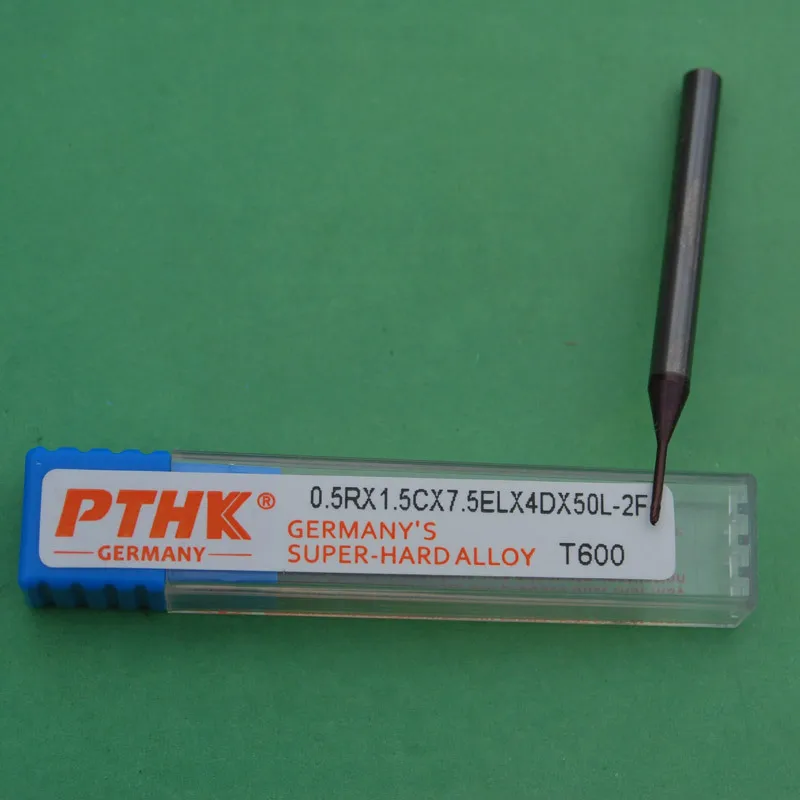 PTHK®
GERMANY
0.5RX1.5CX7.5ELX4DX50L-2F
GERMANY'S
SUPER-HARD ALLOY
T600